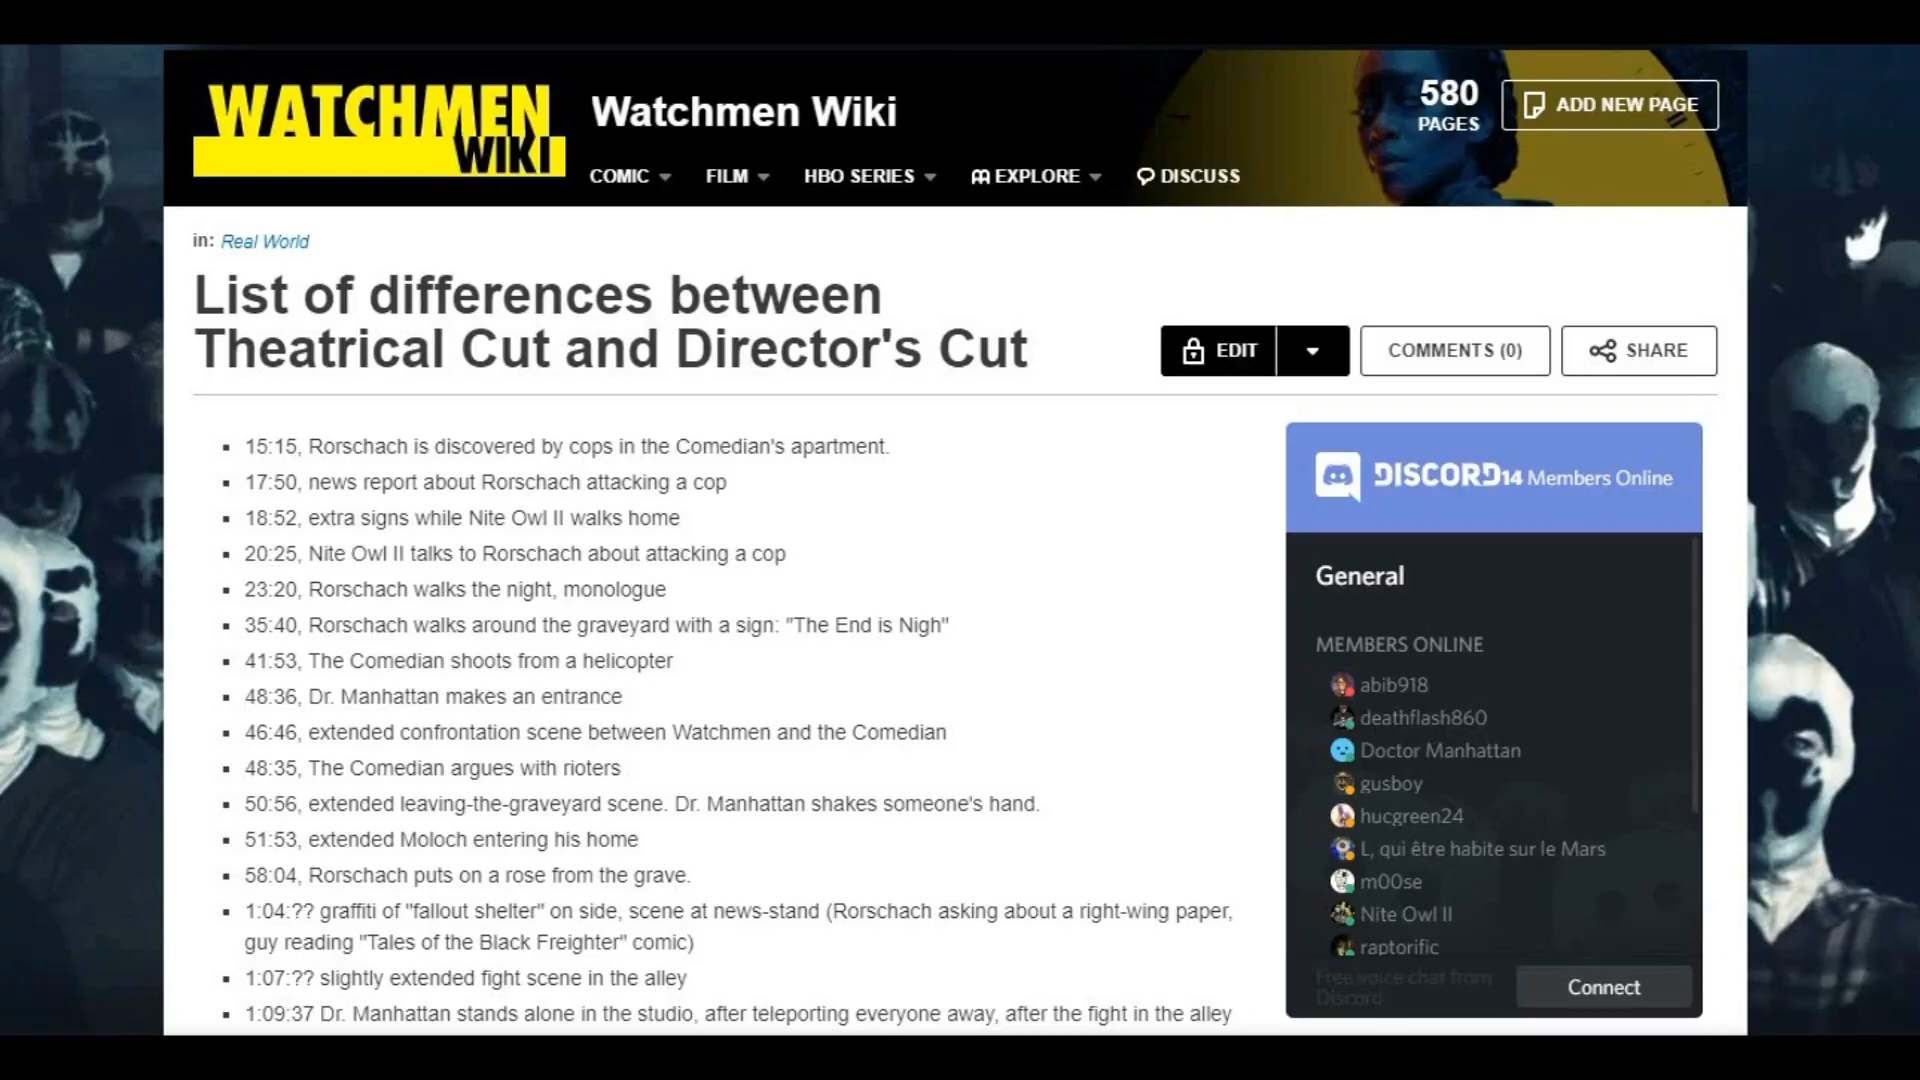 WATCHMEN
WIKI
Watchmen Wiki
580
PAGES
ADD NEW PAGE
COMIC
FILM
HBO SERIES
EXPLORE
DISCUSS
in: Real World
List of differences between
Theatrical Cut and Director's Cut
EDIT
COMMENTS (0)
SHARE
15:15, Rorschach is discovered by cops in the Comedian's apartment.
17:50, news report about Rorschach attacking a cop
18:52, extra signs while Nite Owl II walks home
20:25, Nite Owl II talks to Rorschach about attacking a cop
23:20, Rorschach walks the night, monologue
35:40, Rorschach walks around the graveyard with a sign: "The End is Nigh"
41:53, The Comedian shoots from a helicopter
48:36, Dr. Manhattan makes an entrance
46:46, extended confrontation scene between Watchmen and the Comedian
48:35, The Comedian argues with rioters
50:56, extended leaving-the-graveyard scene. Dr. Manhattan shakes someone's hand.
51:53, extended Moloch entering his home
58:04, Rorschach puts on a rose from the grave.
1:04:?? graffiti of "fallout shelter" on side, scene at news-stand (Rorschach asking about a right-wing paper,
guy reading "Tales of the Black Freighter" comic)
1:07:?? slightly extended fight scene in the alley
1:09:37 Dr. Manhattan stands alone in the studio, after teleporting everyone away, after the fight in the alley
DISCORD 14 Members Online
General
MEMBERS ONLINE
abib918
deathflash860
Doctor Manhattan
gusboy
hucgreen24
L, qui être habite sur le Mars
m00se
Nite Owl II
raptorific
Free voice chat from
Discord
Connect